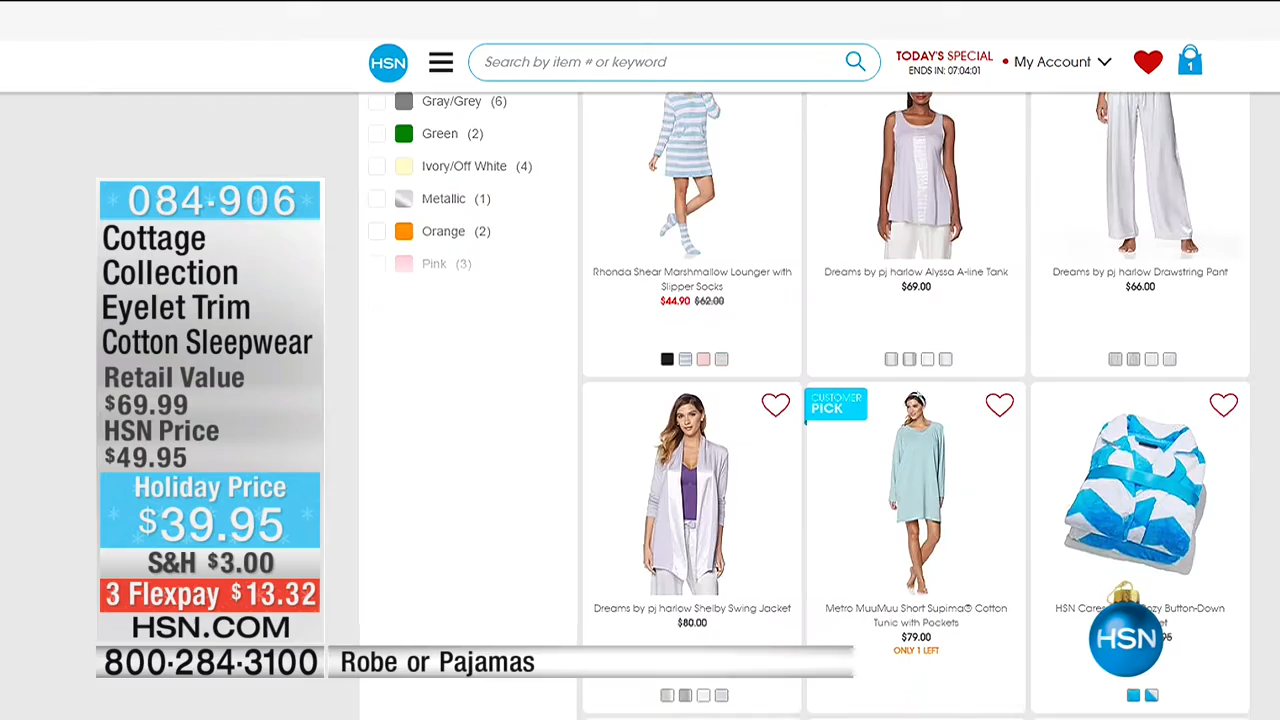 HSN
Search by item # or keyword
TODAY'S SPECIAL
ENDS IN: 07:04:01
My Account
1
Gray/Grey (6)
Green (2)
Ivory/Off White (4)
Metallic (1)
Orange (2)
Pink (3)
Rhonda Shear Marshmallow Lounger with
Slipper Socks
$44.90 $62.00
Dreams by pj harlow Alyssa A-line Tank
$69.00
Dreams by pj harlow Drawstring Pant
$66.00
Dreams by pj harlow Shelby Swing Jacket
$80.00
CUSTOMER
PICK
Metro MuuMuu Short Supima® Cotton
Tunic with Pockets
$79.00
ONLY 1 LEFT
HSN Cares Cozy Button-Down
HSN
084-906
Cottage
Collection
Eyelet Trim
Cotton Sleepwear
Retail Value
$69.99
HSN Price
$49.95
Holiday Price
$39.95
S&H $3.00
3 Flexpay $13.32
HSN.COM
800·284·3100
Robe or Pajamas